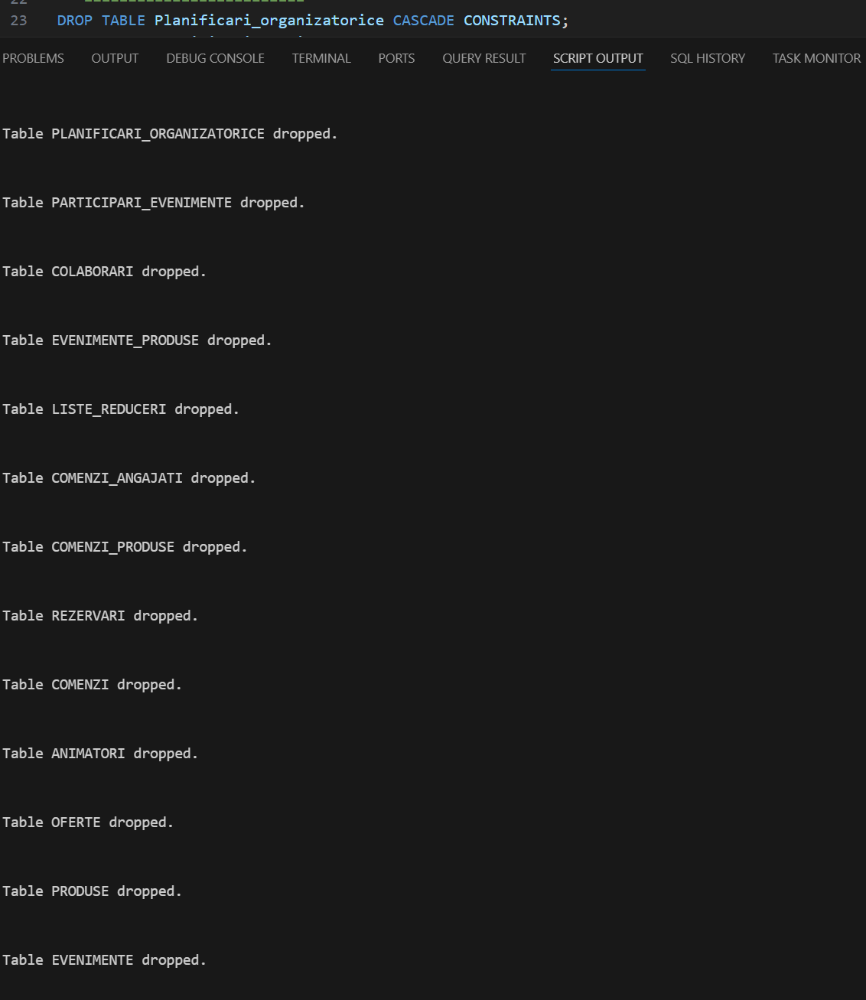 22
23 DROP TABLE Planificari_organizatorice CASCADE CONSTRAINTS;
PROBLEMS OUTPUT DEBUG CONSOLE TERMINAL PORTS QUERY RESULT SCRIPT OUTPUT SQL HISTORY TASK MONITOR
Table PLANIFICARI_ORGANIZATORICE dropped.
Table PARTICIPARI_EVENIMENTE dropped.
Table COLABORARI dropped.
Table EVENIMENTE_PRODUSE dropped.
Table LISTE_REDUCERI dropped.
Table COMENZI_ANGAJATI dropped.
Table COMENZI_PRODUSE dropped.
Table REZERVARI dropped.
Table COMENZI dropped.
Table ANIMATORI dropped.
Table OFERTE dropped.
Table PRODUSE dropped.
Table EVENIMENTE dropped.